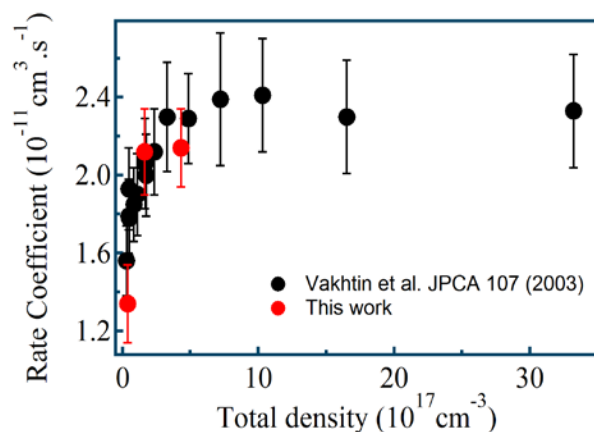 Rate Coefficient (10⁻¹¹ cm³.s⁻¹)
2.4
2.0
1.6
1.2
Vakhtin et al. JPCA 107 (2003)
This work
0
10
20
30
Total density (10¹⁷cm⁻³)